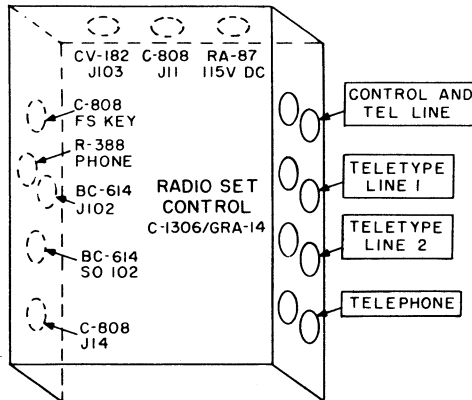 CV-182
J103
C-808
J11
RA-87
115V DC
C-808
FS KEY
R-388
PHONE
BC-614
J102
BC-614
SO 102
C-808
J14
RADIO SET
CONTROL
C-1306/GRA-14
CONTROL AND
TEL LINE
TELETYPE
LINE 1
TELETYPE
LINE 2
TELEPHONE